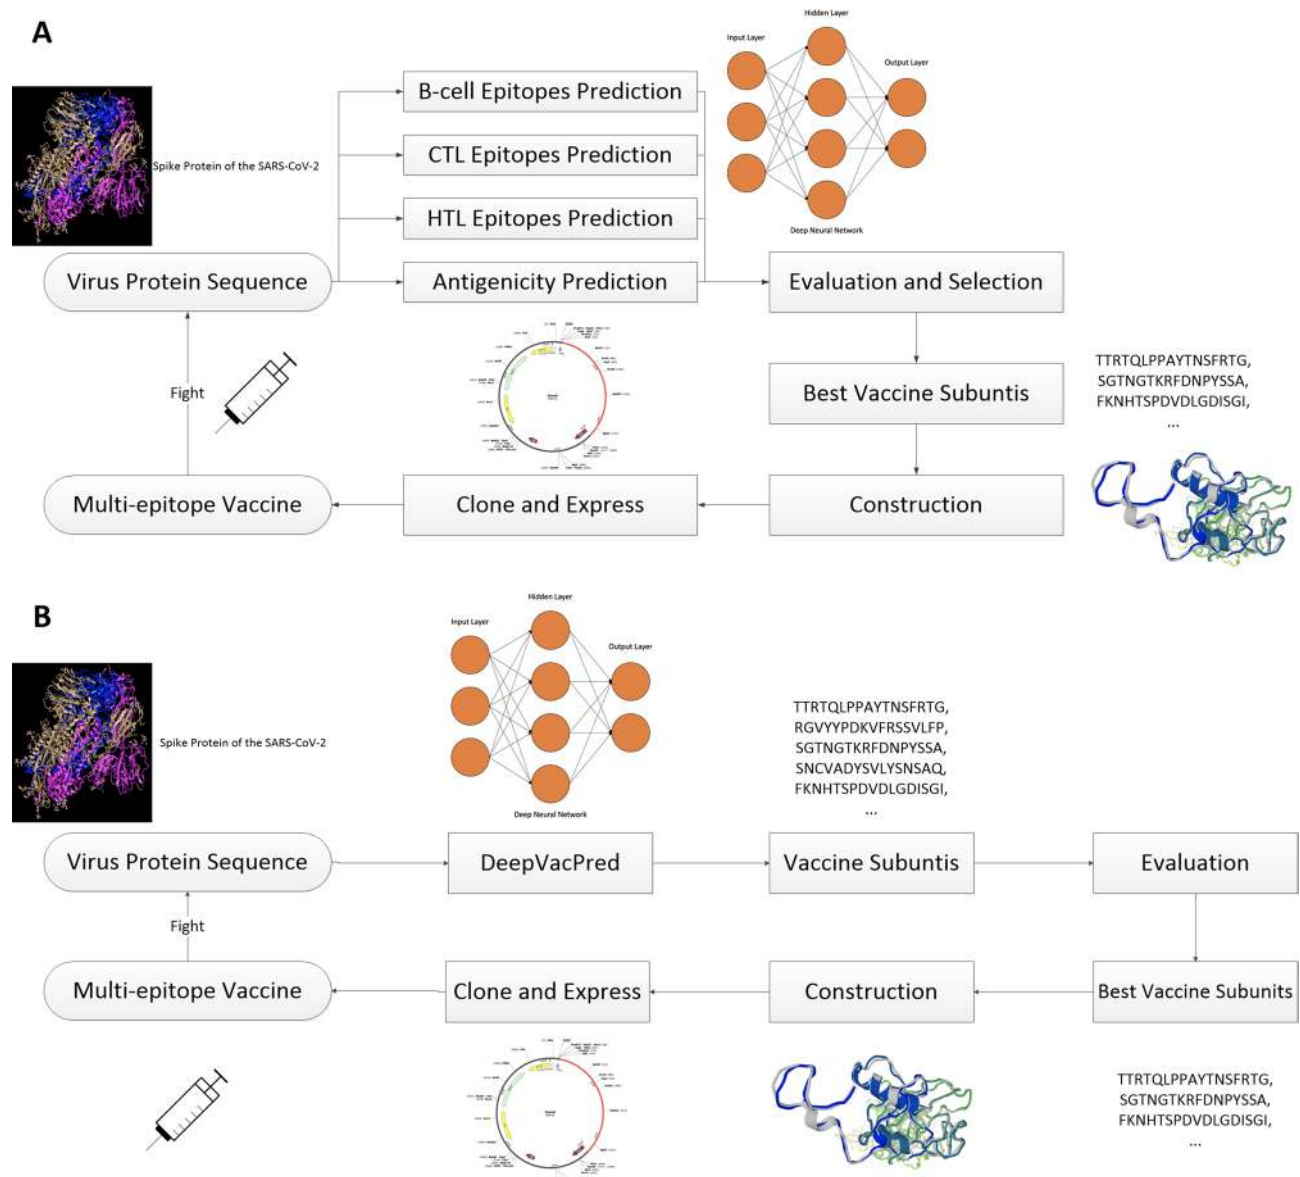 A
Hidden Layer
Input Layer
Output Layer
B-cell Epitopes Prediction
CTL Epitopes Prediction
Spike Protein of the SARS-CoV-2
HTL Epitopes Prediction
Deep Neural Network
Virus Protein Sequence
Antigenicity Prediction
Evaluation and Selection
TTRTQLPPAYTNSFRTG,
SGTNGTKRFDNPYSSA,
FKNHTSPDVDLGDISGI,
...
Fight
Best Vaccine Subuntis
Multi-epitope Vaccine
Clone and Express
Construction
B
Hidden Layer
Input Layer
Output Layer
Spike Protein of the SARS-CoV-2
TTRTQLPPAYTNSFRTG,
RGVYYPDKVFRSSVLFP,
SGTNGTKRFDNPYSSA,
SNCVADYSVLYSNSAQ,
FKNHTSPDVDLGDISGI,
...
Deep Neural Network
Virus Protein Sequence
DeepVacPred
Vaccine Subuntis
Evaluation
Fight
Multi-epitope Vaccine
Clone and Express
Construction
Best Vaccine Subunits
TTRTQLPPAYTNSFRTG,
SGTNGTKRFDNPYSSA,
FKNHTSPDVDLGDISGI,
...